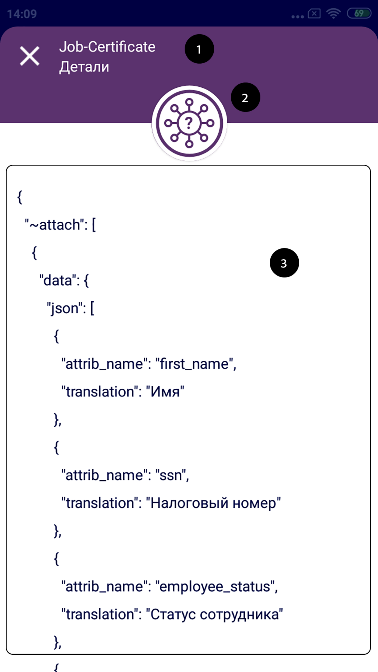 14:09
69
Job-Certificate
Детали
1
2
?
{
"~attach": [
{
"data": {
3
"json": [
{
"attrib_name": "first_name",
"translation": "Имя"
},
{
"attrib_name": "ssn",
"translation": "Налоговый номер"
},
{
"attrib_name": "employee_status",
"translation": "Статус сотрудника"
},
{